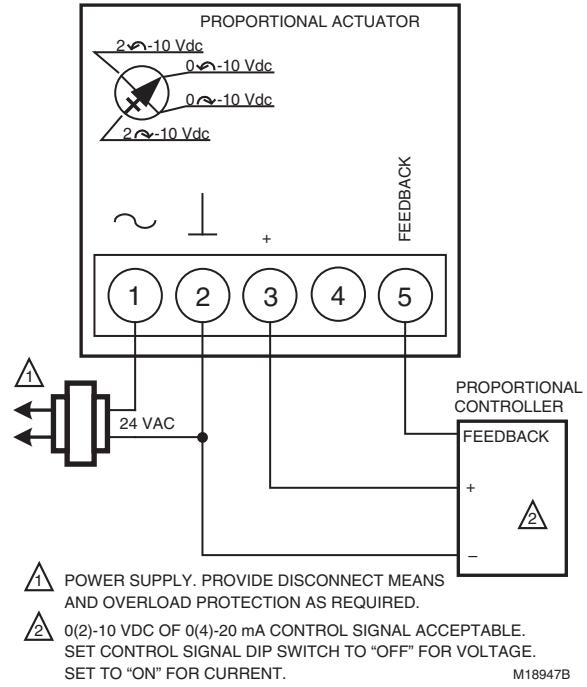 PROPORTIONAL ACTUATOR
2↶-10 Vdc
0↶-10 Vdc
0↷-10 Vdc
2↷-10 Vdc
FEEDBACK
+
1 2 3 4 5
1
24 VAC
PROPORTIONAL
CONTROLLER
FEEDBACK
+
2
–
1 POWER SUPPLY. PROVIDE DISCONNECT MEANS
AND OVERLOAD PROTECTION AS REQUIRED.
2 0(2)-10 VDC OF 0(4)-20 mA CONTROL SIGNAL ACCEPTABLE.
SET CONTROL SIGNAL DIP SWITCH TO “OFF” FOR VOLTAGE.
SET TO “ON” FOR CURRENT.
M18947B